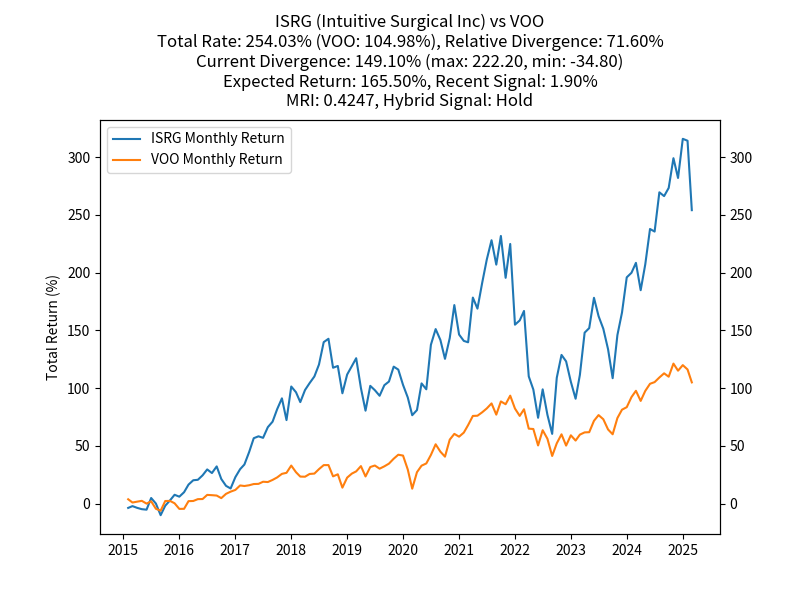 ISRG (Intuitive Surgical Inc) vs VOO
Total Rate: 254.03% (VOO: 104.98%), Relative Divergence: 71.60%
Current Divergence: 149.10% (max: 222.20, min: -34.80)
Expected Return: 165.50%, Recent Signal: 1.90%
MRI: 0.4247, Hybrid Signal: Hold
ISRG Monthly Return
VOO Monthly Return
300 300
250 250
200 200
150 150
100 100
50 50
0 0
Total Return (%)
2015 2016 2017 2018 2019 2020 2021 2022 2023 2024 2025